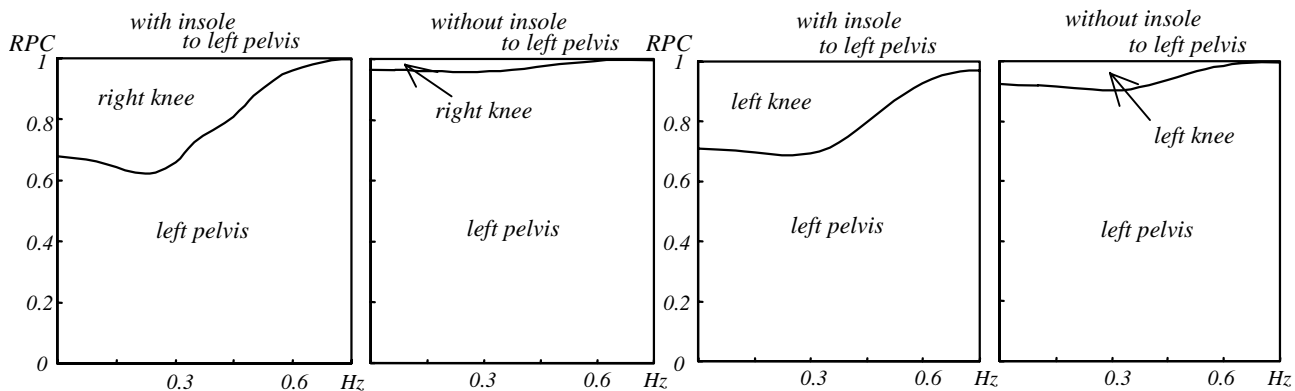 with insole
to left pelvis
RPC
1
0.8
0.6
0.4
0.2
0
right knee
left pelvis
0.3
0.6
Hz
without insole
to left pelvis
right knee
left pelvis
0.3
0.6
Hz
with insole
to left pelvis
RPC
1
0.8
0.6
0.4
0.2
0
left knee
left pelvis
0.3
0.6
Hz
without insole
to left pelvis
left knee
left pelvis
0.3
0.6
Hz